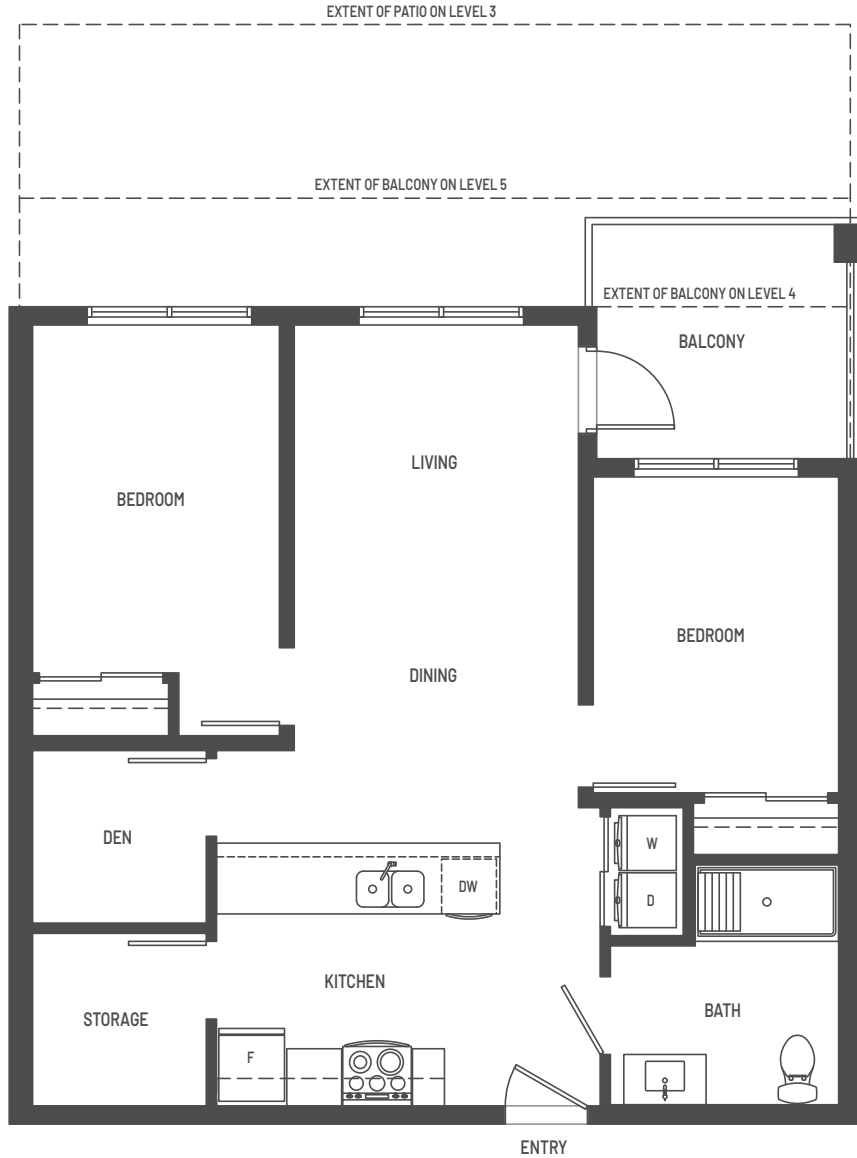 EXTENT OF PATIO ON LEVEL 3
EXTENT OF BALCONY ON LEVEL 5
EXTENT OF BALCONY ON LEVEL 4
BALCONY
LIVING
BEDROOM
BEDROOM
DINING
DEN
W
DW
D
KITCHEN
STORAGE
BATH
F
ENTRY